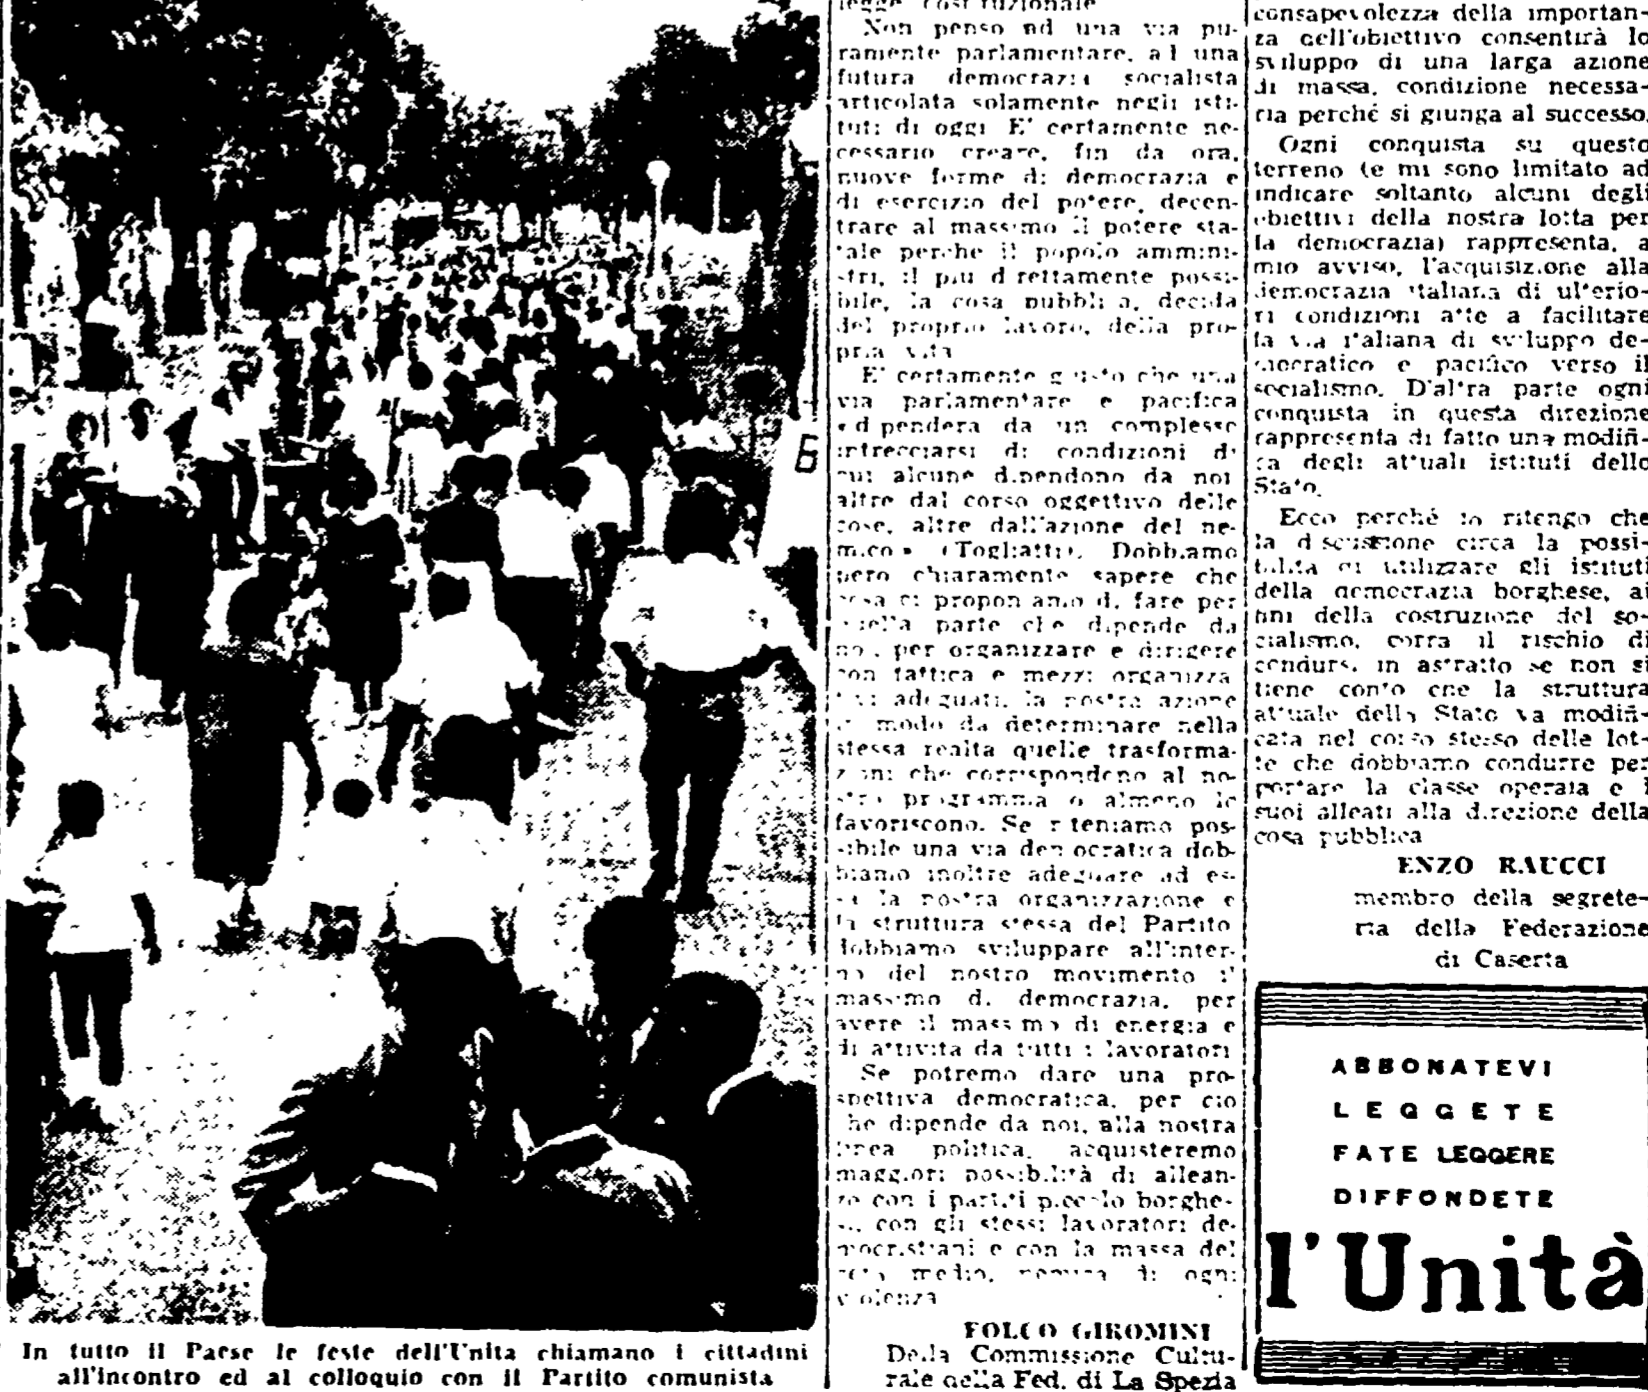 In tutto il Paese le feste dell'Unita chiamano i cittadini
all'incontro ed al colloquio con il Partito comunista
legge costituzionale
Non penso ad una via pu-
ramente parlamentare, ad una
futura democrazia socialista
articolata solamente negli isti-
tuti di oggi E' certamente ne-
cessario creare, fin da ora,
nuove forme di democrazia e
di esercizio del potere, decen-
trare al massimo il potere sta-
tale perche il popolo ammini-
stri, il piu direttamente possi-
bile, la cosa pubblica, decida
del proprio lavoro, della pro-
pria vita
E' certamente giusto che una
via parlamentare e pacifica
«dipendera da un complesso
intrecciarsi di condizioni di
cui alcune dipendono da noi
altre dal corso oggettivo delle
cose, altre dall'azione del ne-
mico» (Togliatti). Dobbiamo
pero chiaramente sapere che
cosa ci proponiamo di fare per
quella parte che dipende da
noi, per organizzare e dirigere
con tattica e mezzi organizza-
tivi adeguati, la nostra azione
in modo da determinare nella
stessa realta quelle trasforma-
zioni che corrispondono al no-
stro programma o almeno lo
favoriscono. Se riteniamo pos-
sibile una via democratica dob-
biamo inoltre adeguare ad es-
sa la nostra organizzazione e
la struttura stessa del Partito
dobbiamo sviluppare all'inter-
no del nostro movimento il
massimo di democrazia, per
avere il massimo di energia e
di attivita da tutti i lavoratori
Se potremo dare una pro-
spettiva democratica, per cio
che dipende da noi, alla nostra
linea politica, acquisteremo
maggiori possibilità di allean-
ze con i partiti piccolo borghe-
si, con gli stessi lavoratori de-
mocristiani e con la massa del
ceto medio, nemica di ogni
violenza
FOLCO GIROMINI
Della Commissione Cultu-
rale della Fed. di La Spezia
consapevolezza della importan-
za dell'obiettivo consentirà lo
sviluppo di una larga azione
di massa, condizione necessa-
ria perché si giunga al successo.
Ogni conquista su questo
terreno (e mi sono limitato ad
indicare soltanto alcuni degli
obiettivi della nostra lotta per
la democrazia) rappresenta, a
mio avviso, l'acquisizione alla
democrazia italiana di ulterio-
ri condizioni atte a facilitare
la via italiana di sviluppo de-
mocratico e pacifico verso il
socialismo. D'altra parte ogni
conquista in questa direzione
rappresenta di fatto una modifi-
ca degli attuali istituti dello
Stato.
Ecco perché io ritengo che
la discussione circa la possi-
bilità di utilizzare gli istituti
della democrazia borghese, ai
fini della costruzione del so-
cialismo, corra il rischio di
condursi in astratto se non si
tiene conto che la struttura
attuale dello Stato va modifi-
cata nel corso stesso delle lot-
te che dobbiamo condurre per
portare la classe operaia e i
suoi alleati alla direzione della
cosa pubblica
ENZO RAUCCI
membro della segrete-
ria della Federazione
di Caserta
ABBONATEVI
LEGGETE
FATE LEGGERE
DIFFONDETE
l'Unità